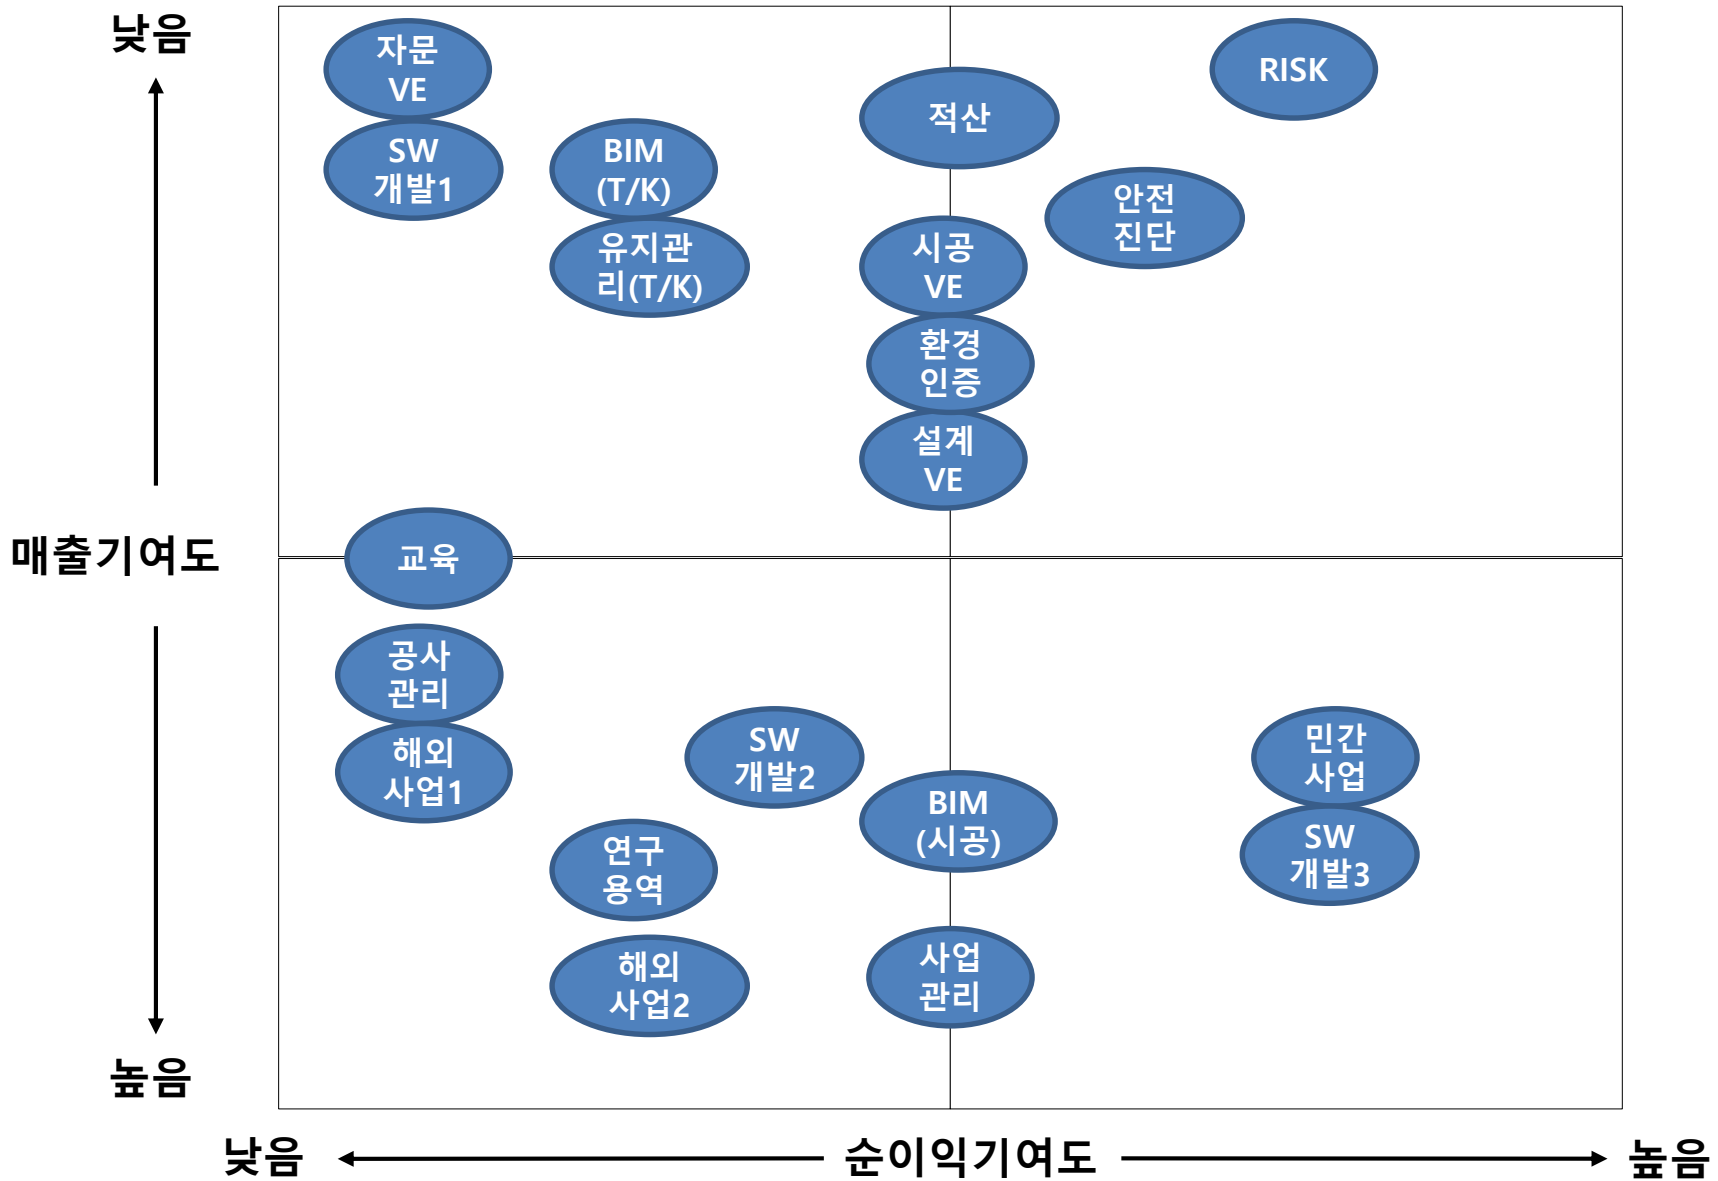 낮음
자문
VE
RISK
적산
SW
개발1
BIM
(T/K)
안전
진단
유지관
리(T/K)
시공
VE
환경
인증
설계
VE
매출기여도
교육
공사
관리
해외
사업1
SW
개발2
민간
사업
BIM
(시공)
연구
용역
SW
개발3
해외
사업2
사업
관리
높음
낮음
순이익기여도
높음